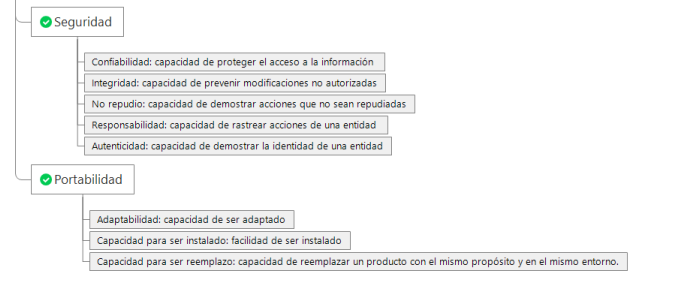 Seguridad
Confiabilidad: capacidad de proteger el acceso a la información
Integridad: capacidad de prevenir modificaciones no autorizadas
No repudio: capacidad de demostrar acciones que no sean repudiadas
Responsabilidad: capacidad de rastrear acciones de una entidad
Autenticidad: capacidad de demostrar la identidad de una entidad
Portabilidad
Adaptabilidad: capacidad de ser adaptado
Capacidad para ser instalado: facilidad de ser instalado
Capacidad para ser reemplazo: capacidad de reemplazar un producto con el mismo propósito y en el mismo entorno.